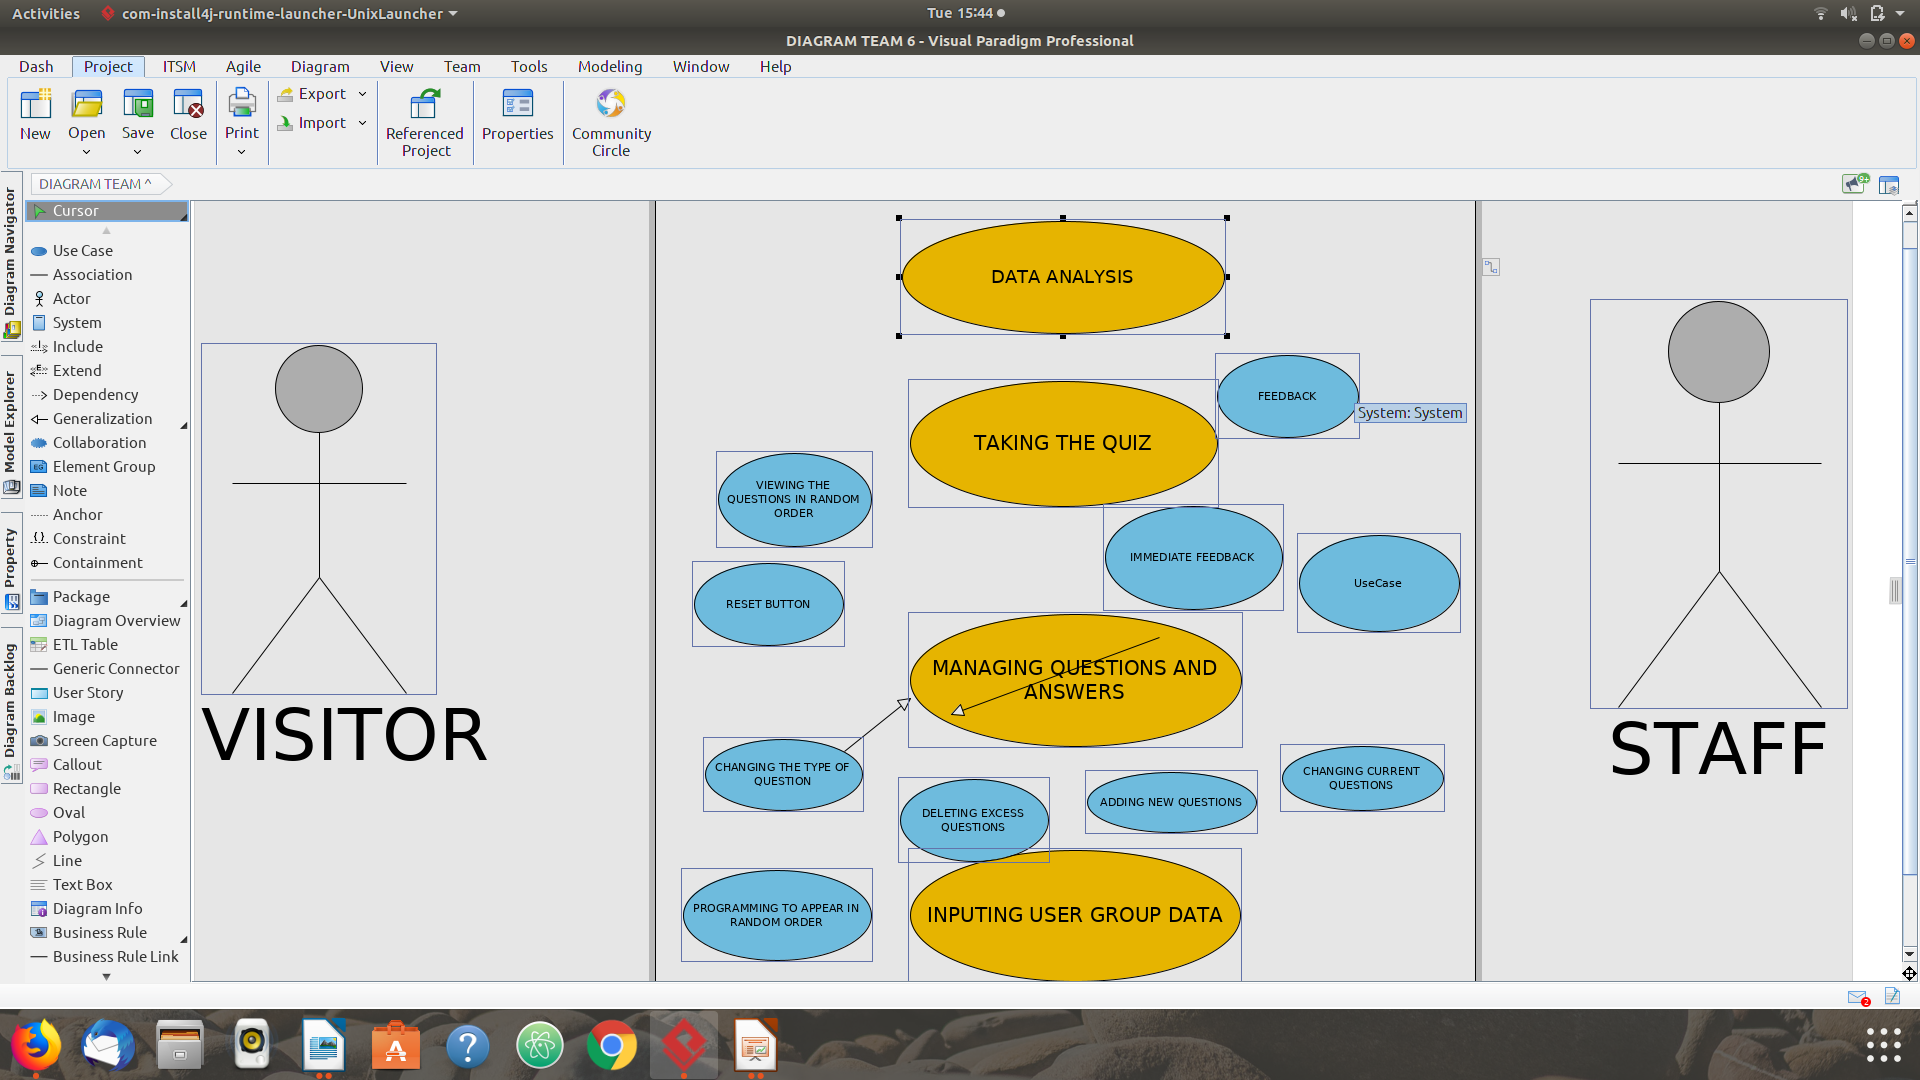 Activities com-install4j-runtime-launcher-UnixLauncher Tue 15:44
DIAGRAM TEAM 6 - Visual Paradigm Professional
Dash Project ITSM Agile Diagram View Team Tools Modeling Window Help
New Open Save Close Print
Export
Import
Referenced Project
Properties
Community Circle
DIAGRAM TEAM ^
9+
Diagram Navigator
Model Explorer
Property
Diagram Backlog
Cursor
Use Case
Association
Actor
System
Include
Extend
Dependency
Generalization
Collaboration
Element Group
Note
Anchor
Constraint
Containment
Package
Diagram Overview
ETL Table
Generic Connector
User Story
Image
Screen Capture
Callout
Rectangle
Oval
Polygon
Line
Text Box
Diagram Info
Business Rule
Business Rule Link
DATA ANALYSIS
FEEDBACK
System: System
TAKING THE QUIZ
VIEWING THE
QUESTIONS IN RANDOM
ORDER
IMMEDIATE FEEDBACK
UseCase
RESET BUTTON
MANAGING QUESTIONS AND
ANSWERS
VISITOR
STAFF
CHANGING THE TYPE OF
QUESTION
CHANGING CURRENT
QUESTIONS
ADDING NEW QUESTIONS
DELETING EXCESS
QUESTIONS
PROGRAMMING TO APPEAR IN
RANDOM ORDER
INPUTING USER GROUP DATA
2